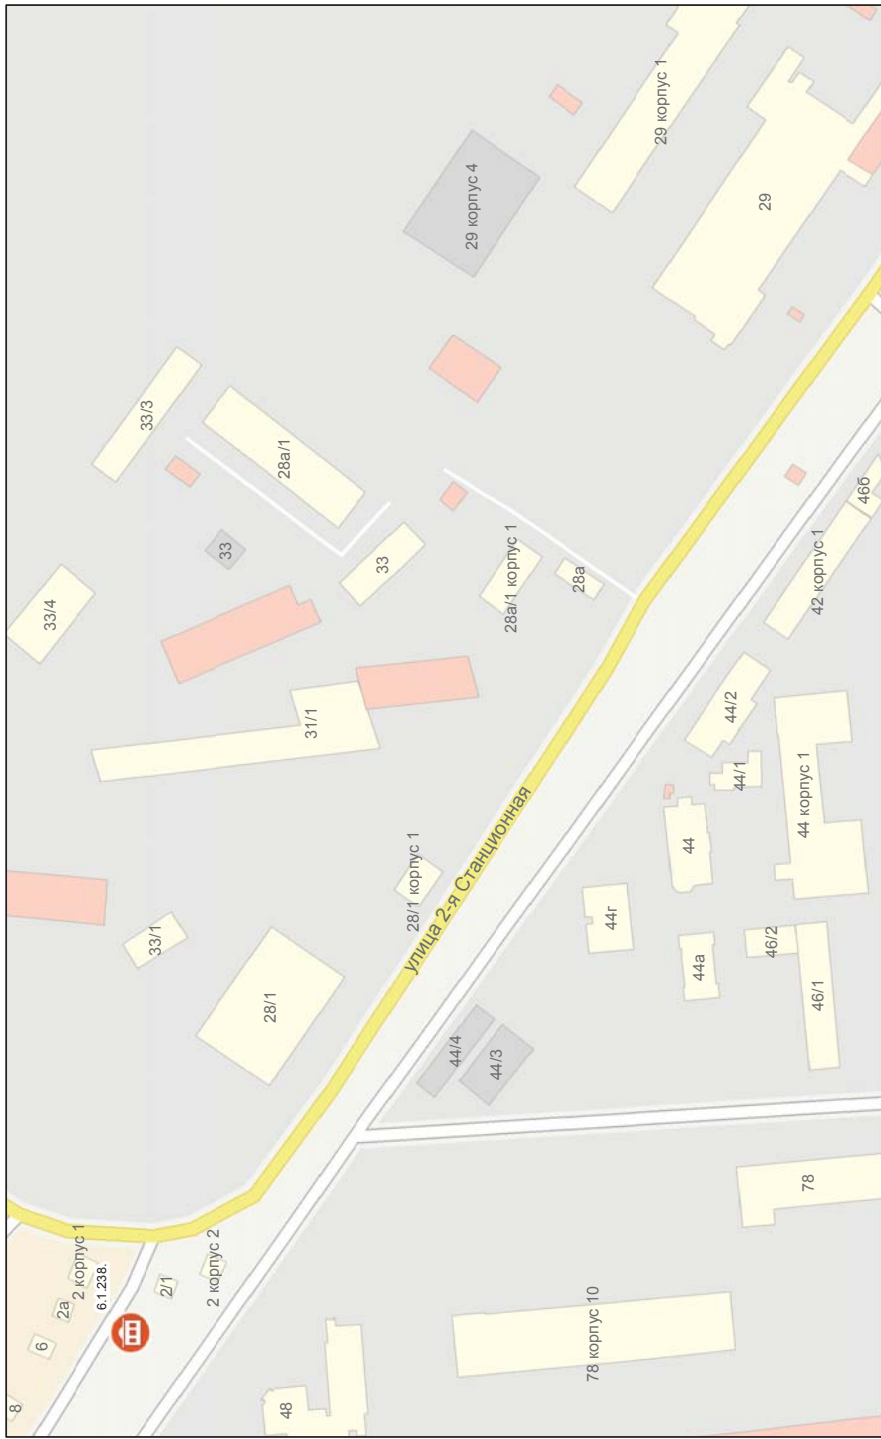 29 корпус 1
29 корпус 4
29
33/3
28а/1
33
33
33/4
28а/1 корпус 1
28а
46б
42 корпус 1
31/1
44/2
44/1
44 корпус 1
44
28/1 корпус 1
улица 2-я Станционная
44г
33/1
44а
46/2
46/1
28/1
44/4
44/3
78
2 корпус 1
6.1.238.
2а
2/1
2 корпус 2
6
8
78 корпус 10
48